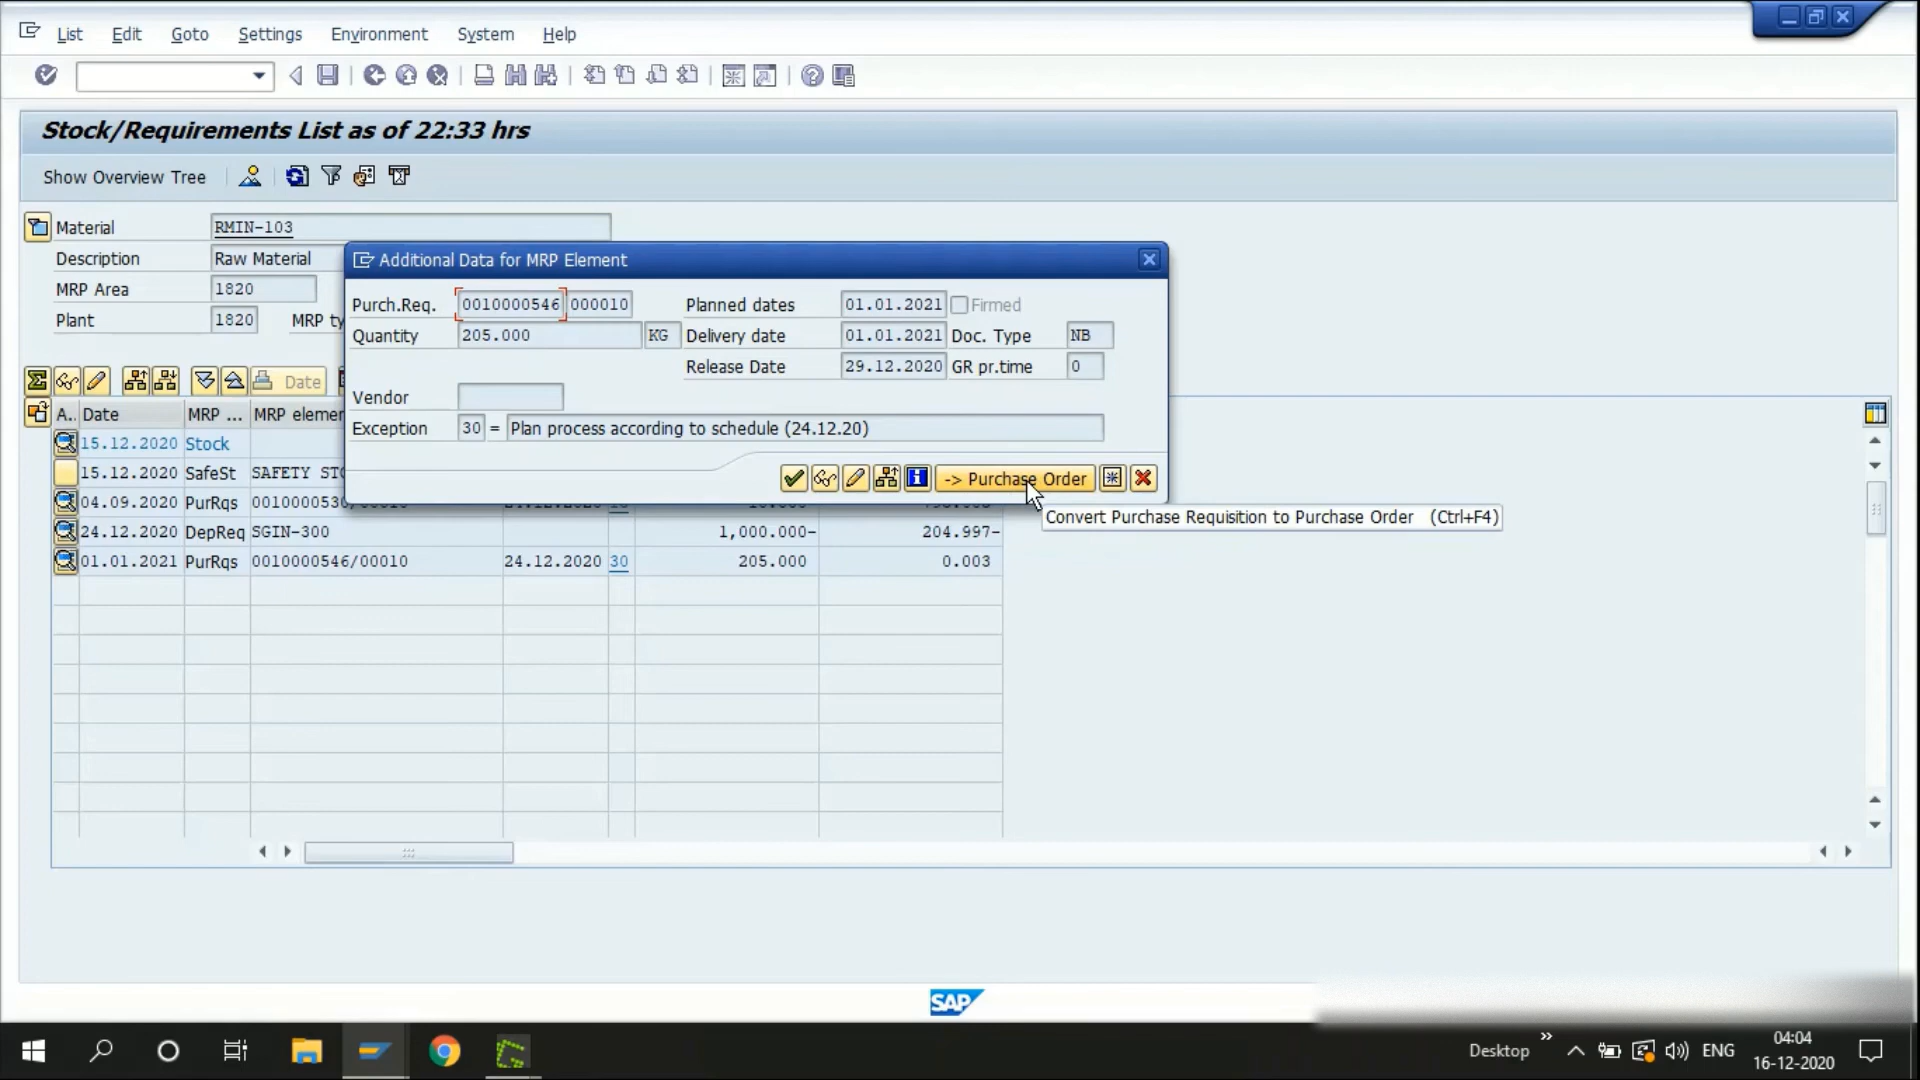 List Edit Goto Settings Environment System Help
Stock/Requirements List as of 22:33 hrs
Show Overview Tree
Material RMIN-103
Description Raw Material
MRP Area 1820
Plant 1820 MRP ty
Additional Data for MRP Element
Purch.Req. 0010000546 000010 Planned dates 01.01.2021 Firmed
Quantity 205.000 KG Delivery date 01.01.2021 Doc. Type NB
Release Date 29.12.2020 GR pr.time 0
Vendor
Exception 30 = Plan process according to schedule (24.12.20)
-> Purchase Order
Convert Purchase Requisition to Purchase Order (Ctrl+F4)
Date
A.. Date MRP ... MRP elemen
15.12.2020 Stock
15.12.2020 SafeSt SAFETY STO
04.09.2020 PurRqs
24.12.2020 DepReq SGIN-300 1,000.000- 204.997-
01.01.2021 PurRqs 0010000546/00010 24.12.2020 30 205.000 0.003
SAP
Desktop ENG 04:04
16-12-2020